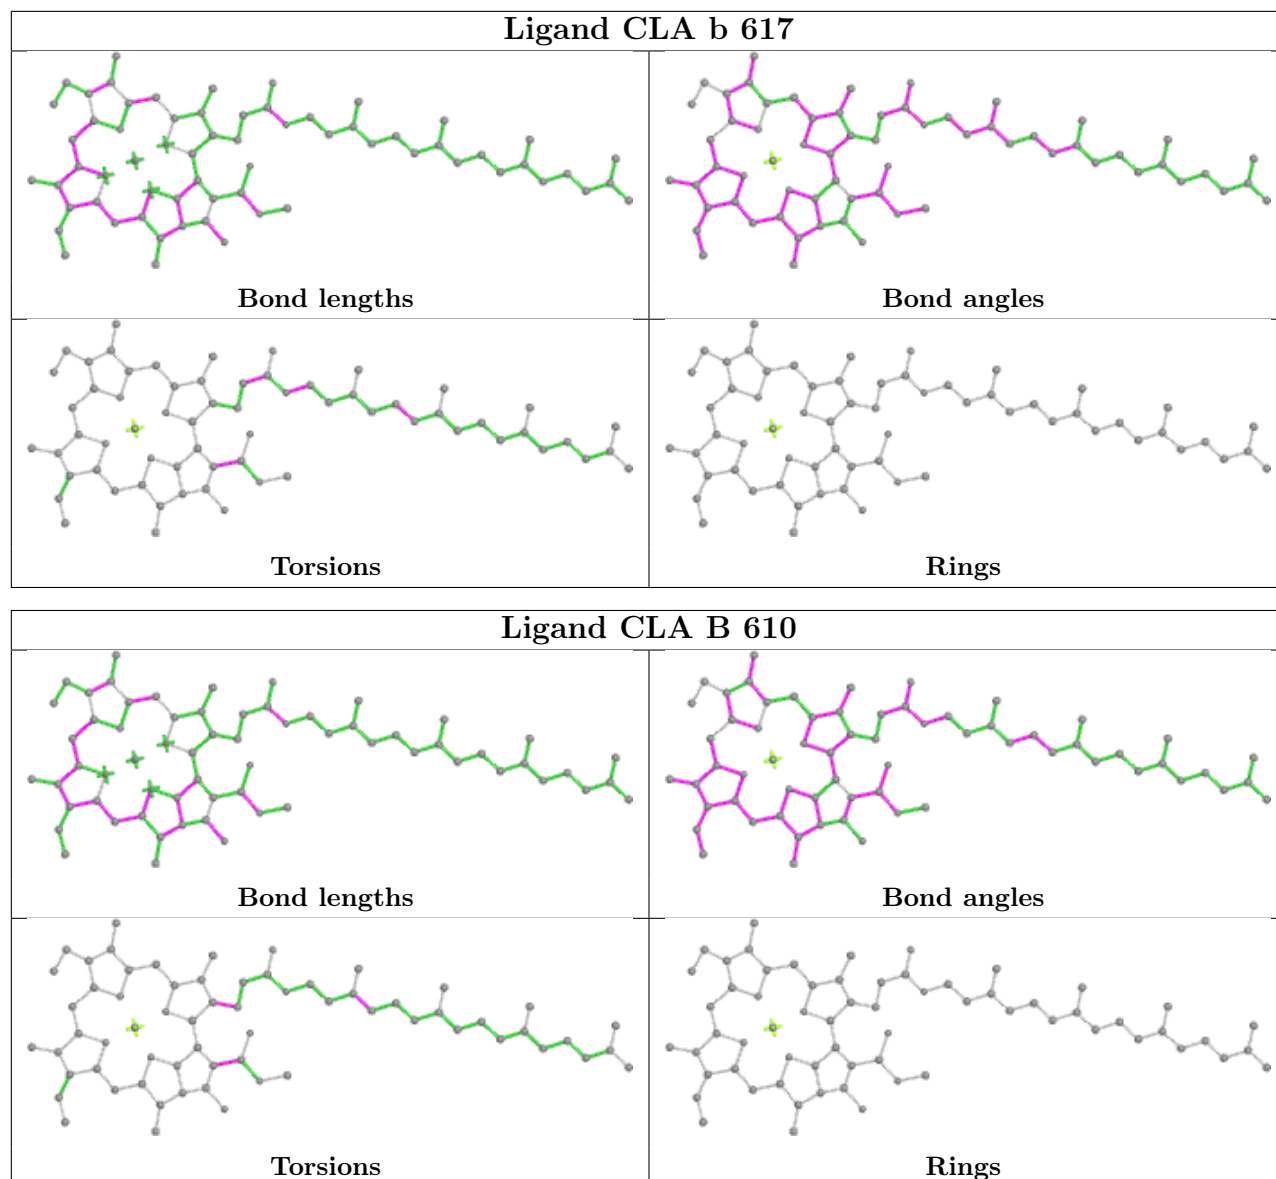 Ligand CLA b 617
Bond lengths
Bond angles
Torsions
Rings
Ligand CLA B 610
Bond lengths
Bond angles
Torsions
Rings